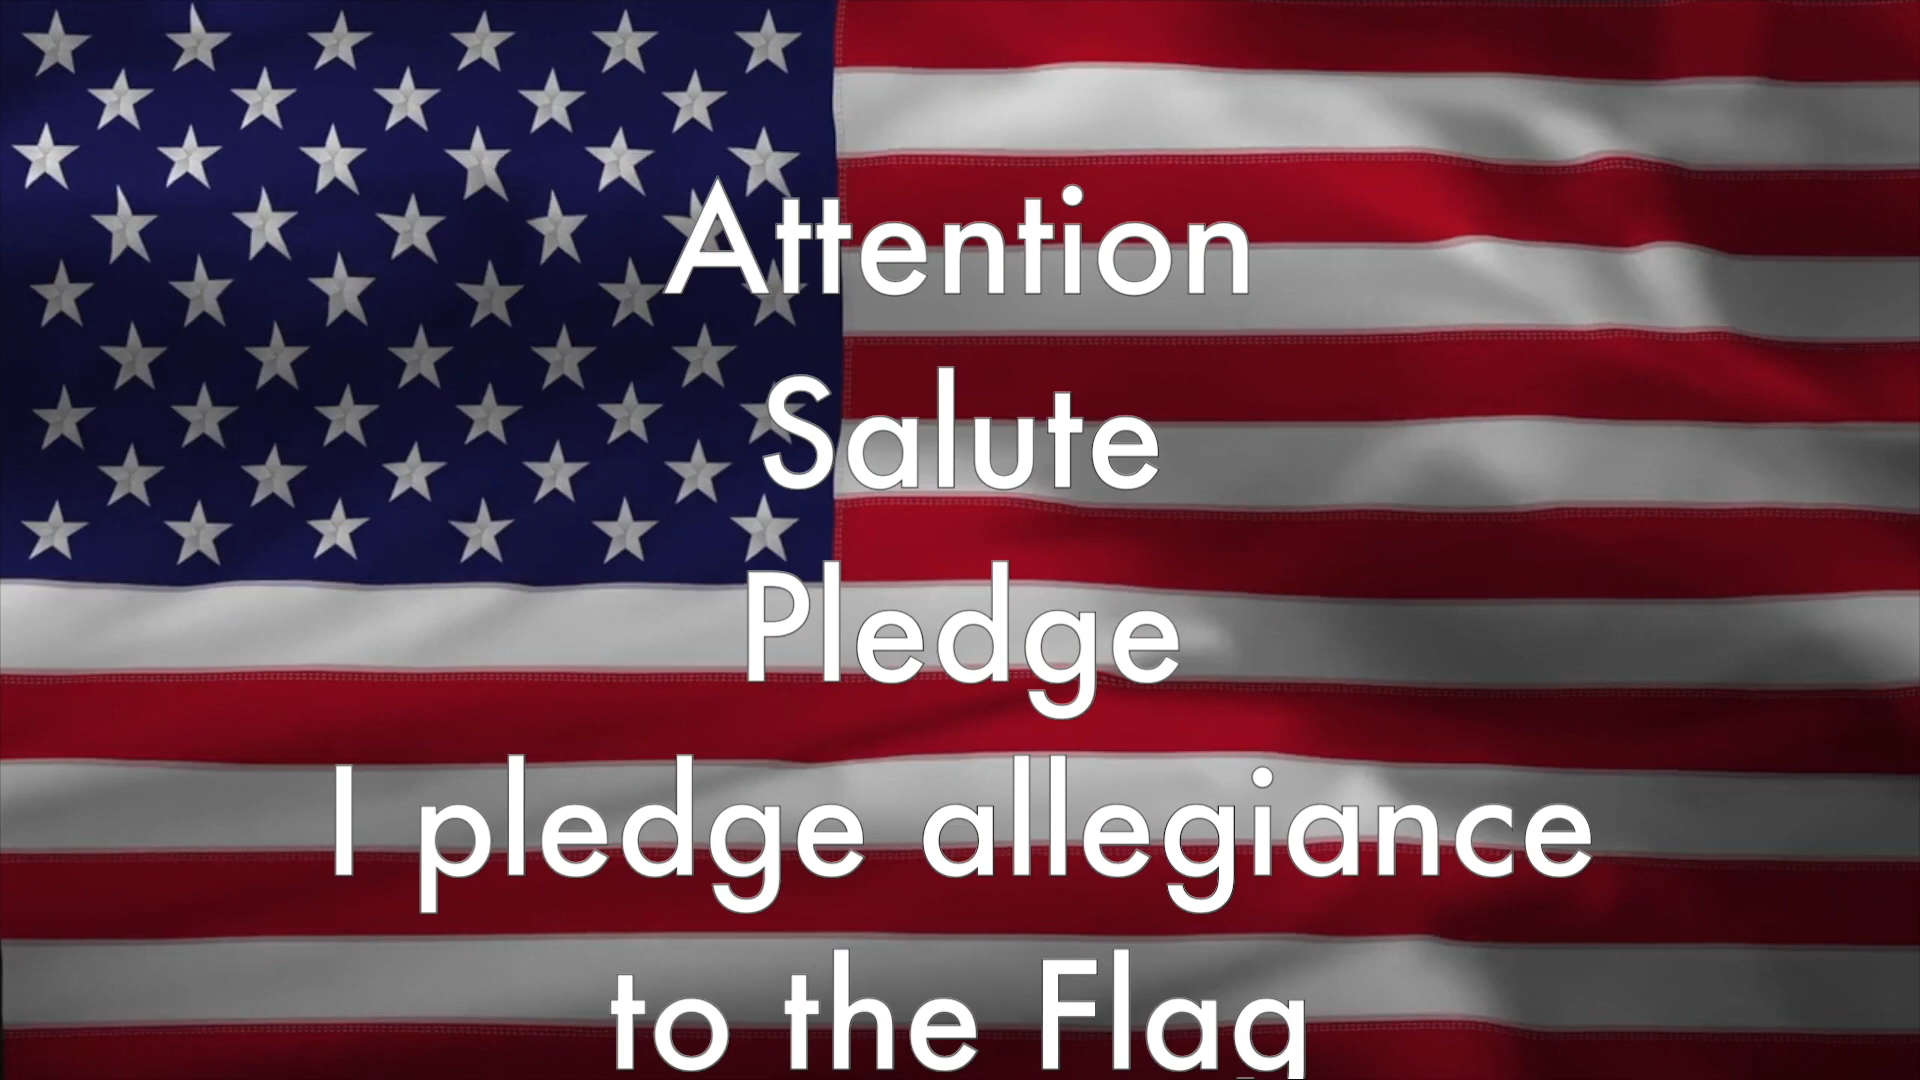 Attention
Salute
Pledge
I pledge allegiance
to the Flag